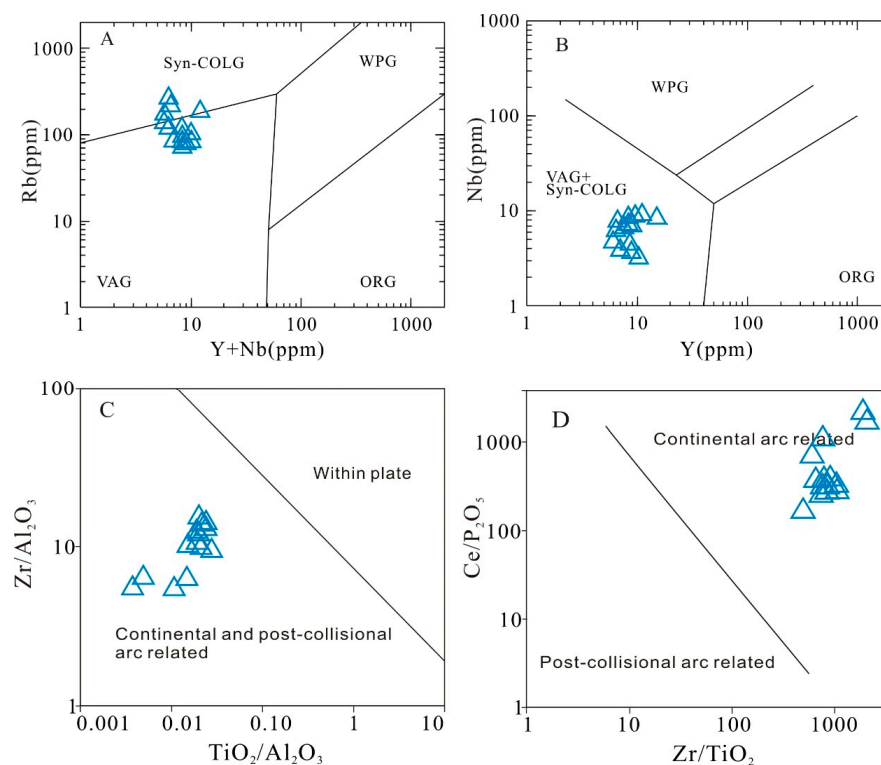 A
Syn-COLG
WPG
VAG
ORG
1000
100
10
1
1
10
100
1000
Rb(ppm)
Y+Nb(ppm)
B
WPG
VAG+
Syn-COLG
ORG
1000
100
10
1
1
10
100
1000
Nb(ppm)
Y(ppm)
C
Within plate
Continental and post-collisional
arc related
100
10
1
0.001
0.01
0.10
1
10
Zr/Al₂O₃
TiO₂/Al₂O₃
D
Continental arc related
Post-collisional arc related
1000
100
10
1
1
10
100
1000
Ce/P₂O₅
Zr/TiO₂